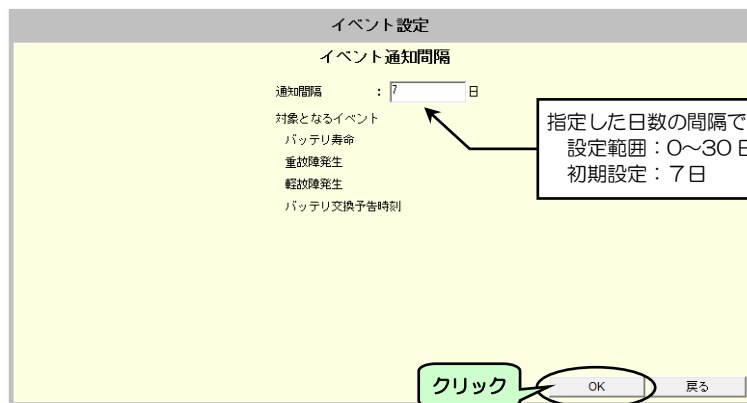 イベント設定
イベント通知間隔
通知間隔 : 7 日
対象となるイベント
バッテリ寿命
重故障発生
軽故障発生
バッテリ交換予告時刻
指定した日数の間隔で
設定範囲：0～30 日
初期設定：7日
クリック
OK
戻る